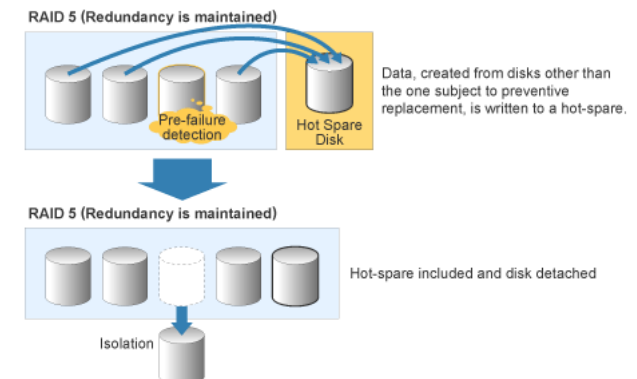 RAID 5 (Redundancy is maintained)
Data, created from disks other than
the one subject to preventive
replacement, is written to a hot-spare.
Pre-failure
detection
Hot Spare
Disk
RAID 5 (Redundancy is maintained)
Hot-spare included and disk detached
Isolation